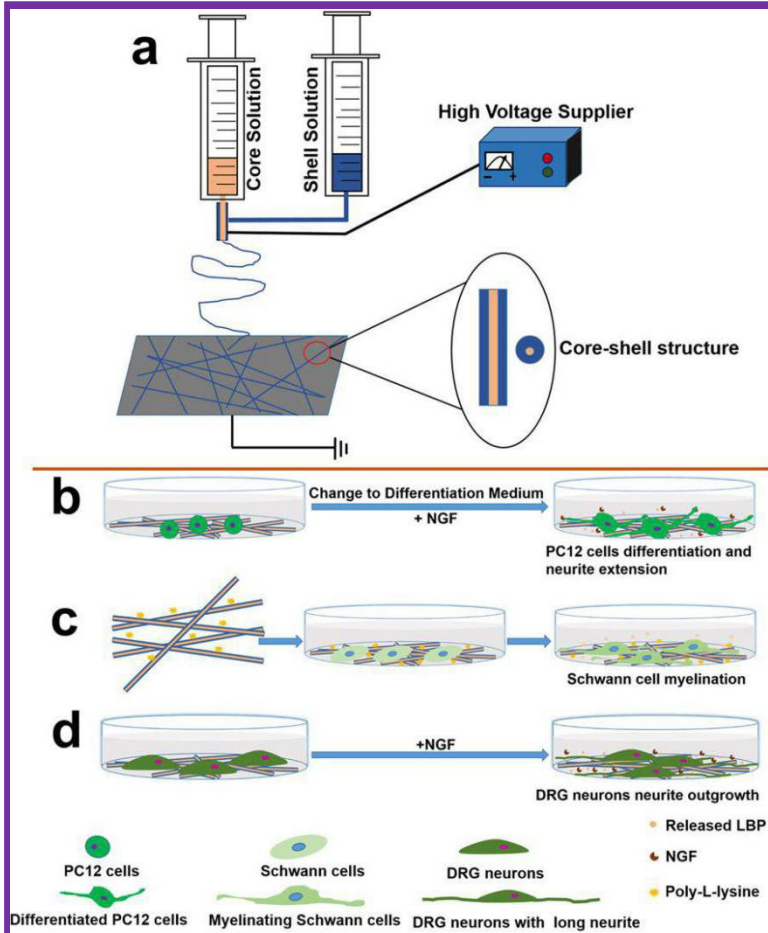 a
Core Solution
Shell Solution
High Voltage Supplier
- +
Core-shell structure
b
Change to Differentiation Medium
+ NGF
PC12 cells differentiation and
neurite extension
c
Schwann cell myelination
d
+NGF
DRG neurons neurite outgrowth
Released LBP
NGF
Poly-L-lysine
PC12 cells
Schwann cells
DRG neurons
Differentiated PC12 cells
Myelinating Schwann cells
DRG neurons with long neurite